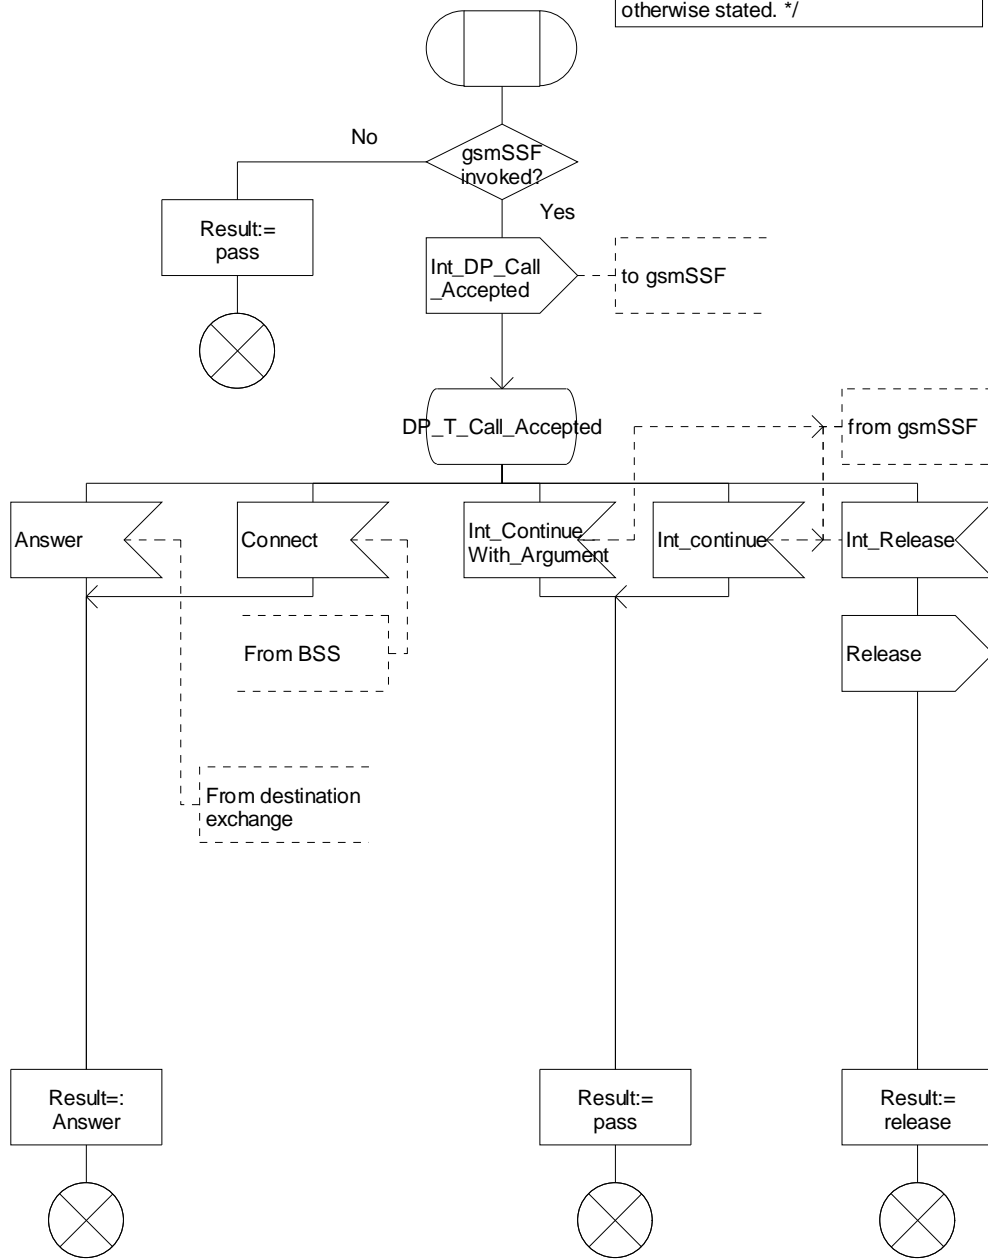 otherwise stated. */
No
gsmSSF
invoked?
Yes
Result:=
pass
Int_DP_Call
_Accepted
to gsmSSF
DP_T_Call_Accepted
from gsmSSF
Answer
Connect
Int_Continue
With_Argument
Int_continue
Int_Release
From BSS
Release
From destination
exchange
Result=:
Answer
Result:=
pass
Result:=
release